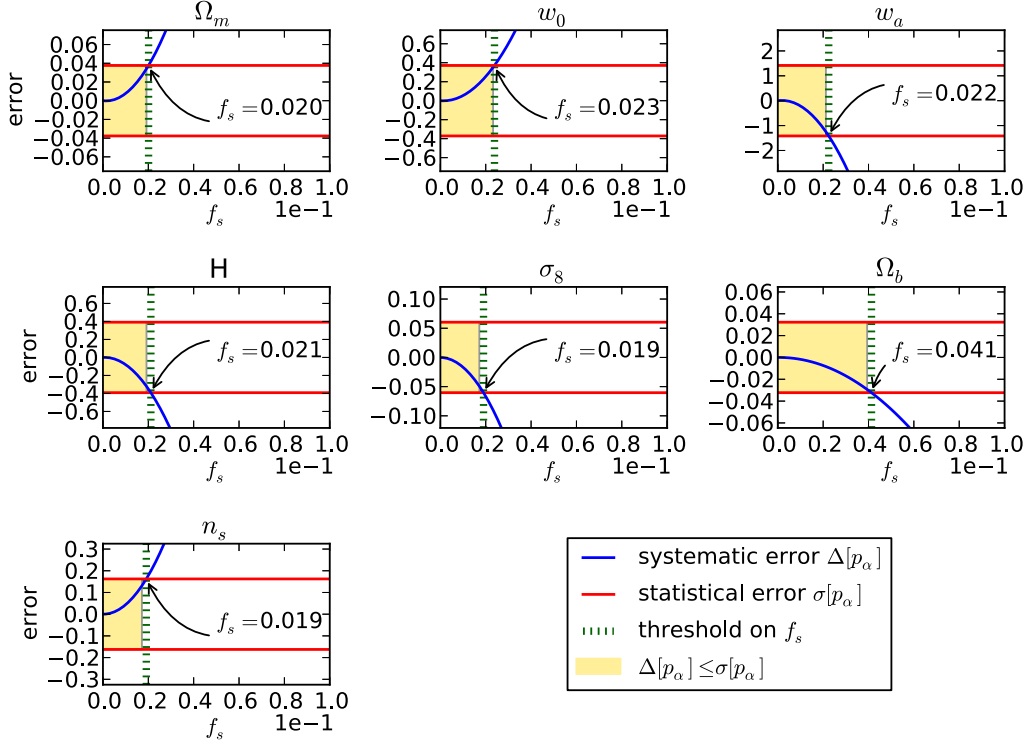 Ω_m
0.06
0.04
0.02
0.00
−0.02
−0.04
−0.06
error
f_s = 0.020
0.0 0.2 0.4 0.6 0.8 1.0
f_s
1e−1
w_0
0.6
0.4
0.2
0.0
−0.2
−0.4
−0.6
f_s = 0.023
0.0 0.2 0.4 0.6 0.8 1.0
f_s
1e−1
w_a
2
1
0
−1
−2
f_s = 0.022
0.0 0.2 0.4 0.6 0.8 1.0
f_s
1e−1
H
0.6
0.4
0.2
0.0
−0.2
−0.4
−0.6
error
f_s = 0.021
0.0 0.2 0.4 0.6 0.8 1.0
f_s
1e−1
σ_8
0.10
0.05
0.00
−0.05
−0.10
f_s = 0.019
0.0 0.2 0.4 0.6 0.8 1.0
f_s
1e−1
Ω_b
0.06
0.04
0.02
0.00
−0.02
−0.04
−0.06
f_s = 0.041
0.0 0.2 0.4 0.6 0.8 1.0
f_s
1e−1
n_s
0.3
0.2
0.1
0.0
−0.1
−0.2
−0.3
error
f_s = 0.019
0.0 0.2 0.4 0.6 0.8 1.0
f_s
1e−1
systematic error Δ[p_α]
statistical error σ[p_α]
threshold on f_s
Δ[p_α] ≤ σ[p_α]